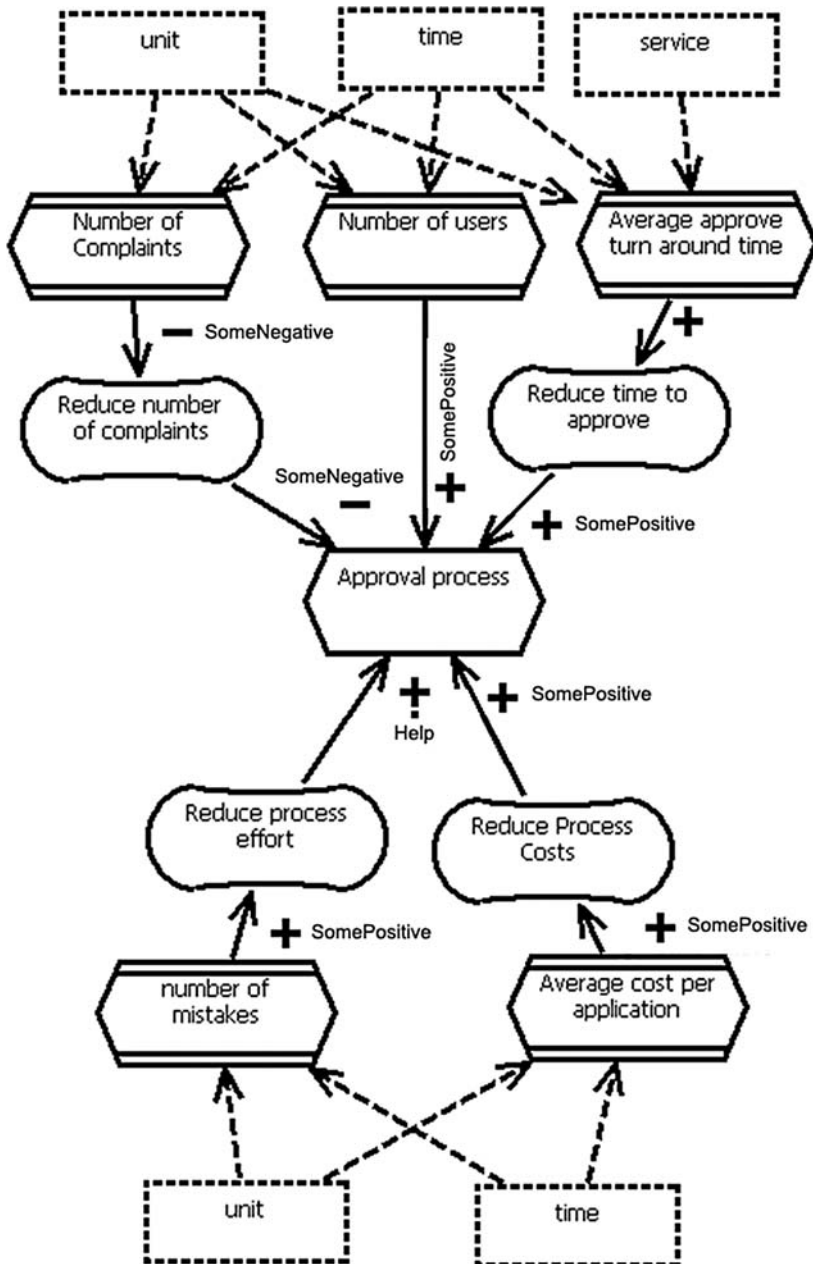 unit
time
service
Number of
Complaints
Number of users
Average approve
turn around time
SomeNegative
+
Reduce number
of complaints
SomePositive
Reduce time to
approve
SomeNegative
+
+ SomePositive
Approval process
+
Help
+ SomePositive
Reduce process
effort
Reduce Process
Costs
+ SomePositive
+ SomePositive
number of
mistakes
Average cost per
application
unit
time